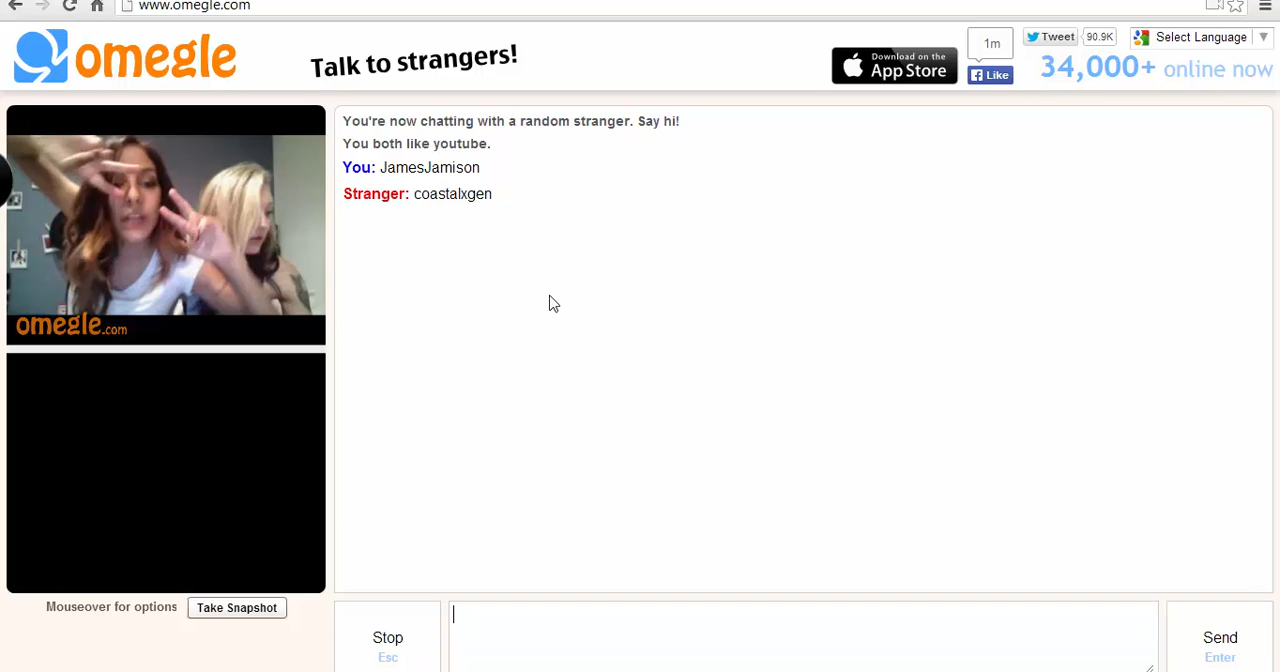 www.omegle.com
omegle
Talk to strangers!
Download on the
App Store
1m
Like
Tweet
90.9K
Select Language
34,000+ online now
You're now chatting with a random stranger. Say hi!
You both like youtube.
You: JamesJamison
Stranger: coastalxgen
omegle.com
Mouseover for options
Take Snapshot
Stop
Esc
Send
Enter